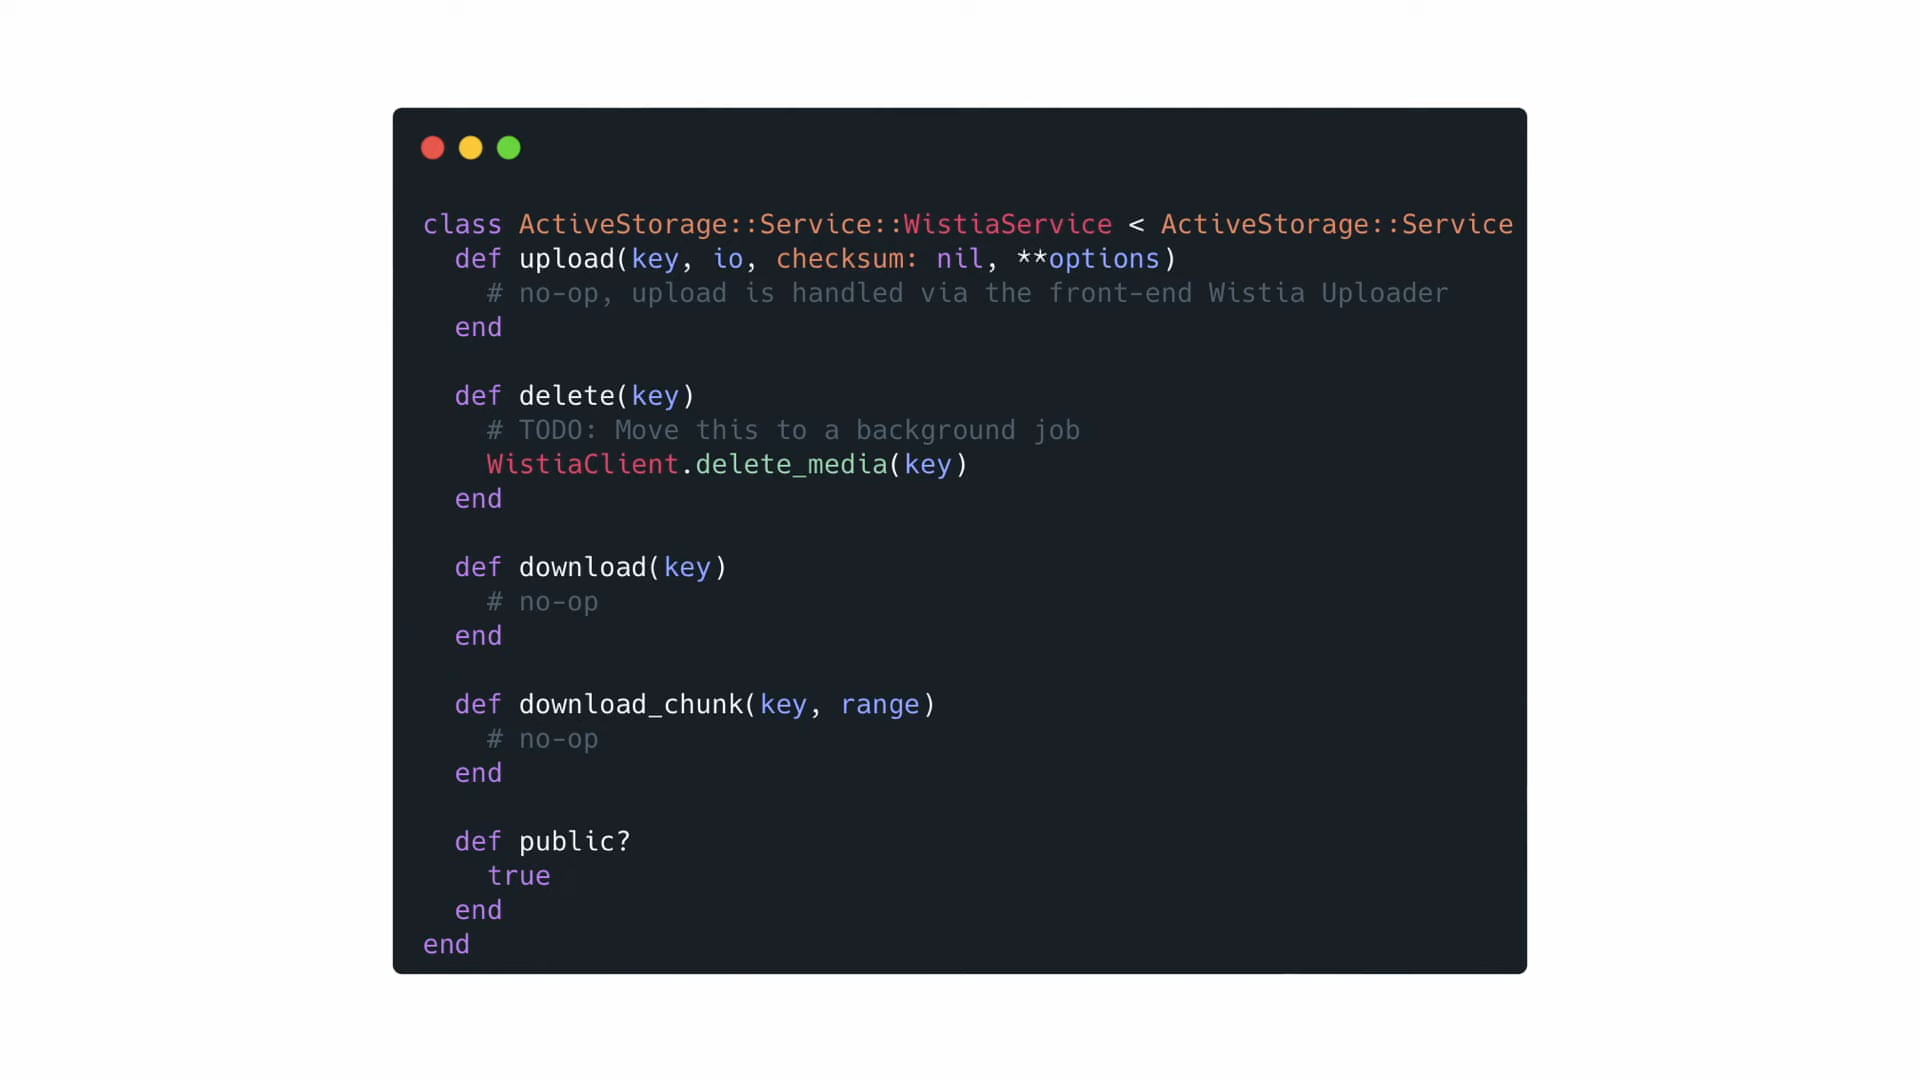 class ActiveStorage::Service::WistiaService < ActiveStorage::Service
  def upload(key, io, checksum: nil, **options)
    # no-op, upload is handled via the front-end Wistia Uploader
  end

  def delete(key)
    # TODO: Move this to a background job
    WistiaClient.delete_media(key)
  end

  def download(key)
    # no-op
  end

  def download_chunk(key, range)
    # no-op
  end

  def public?
    true
  end
end